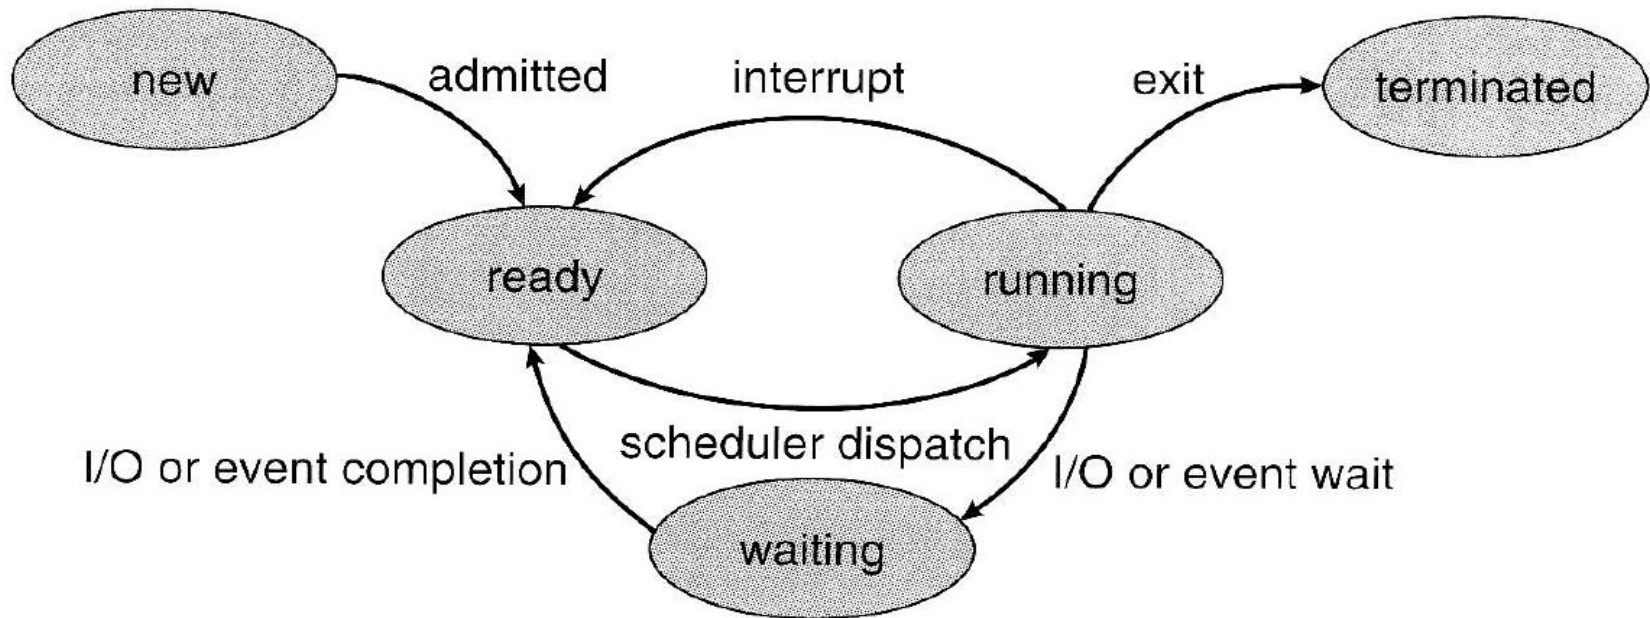 new
admitted
interrupt
exit
terminated
ready
running
scheduler dispatch
I/O or event completion
I/O or event wait
waiting